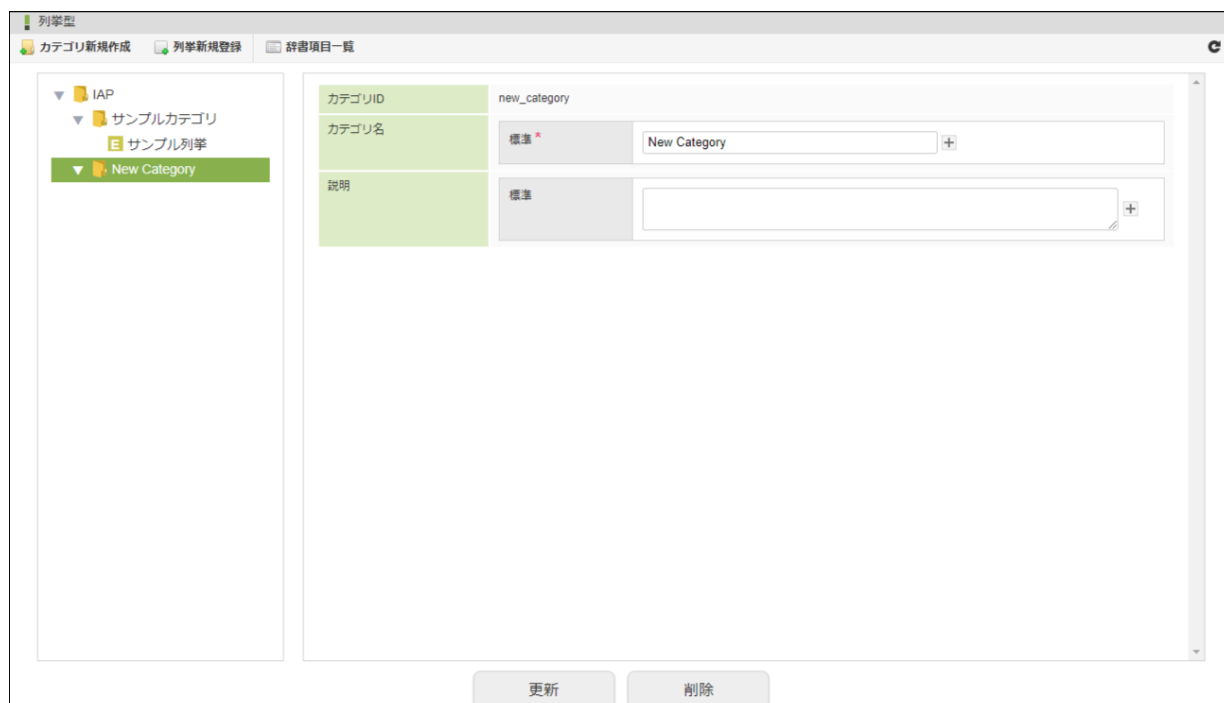 列挙型
カテゴリ新規作成 列挙新規登録 辞書項目一覧
IAP
サンプルカテゴリ
E サンプル列挙
New Category
カテゴリID new_category
カテゴリ名 標準* New Category +
説明 標準 +
更新 削除